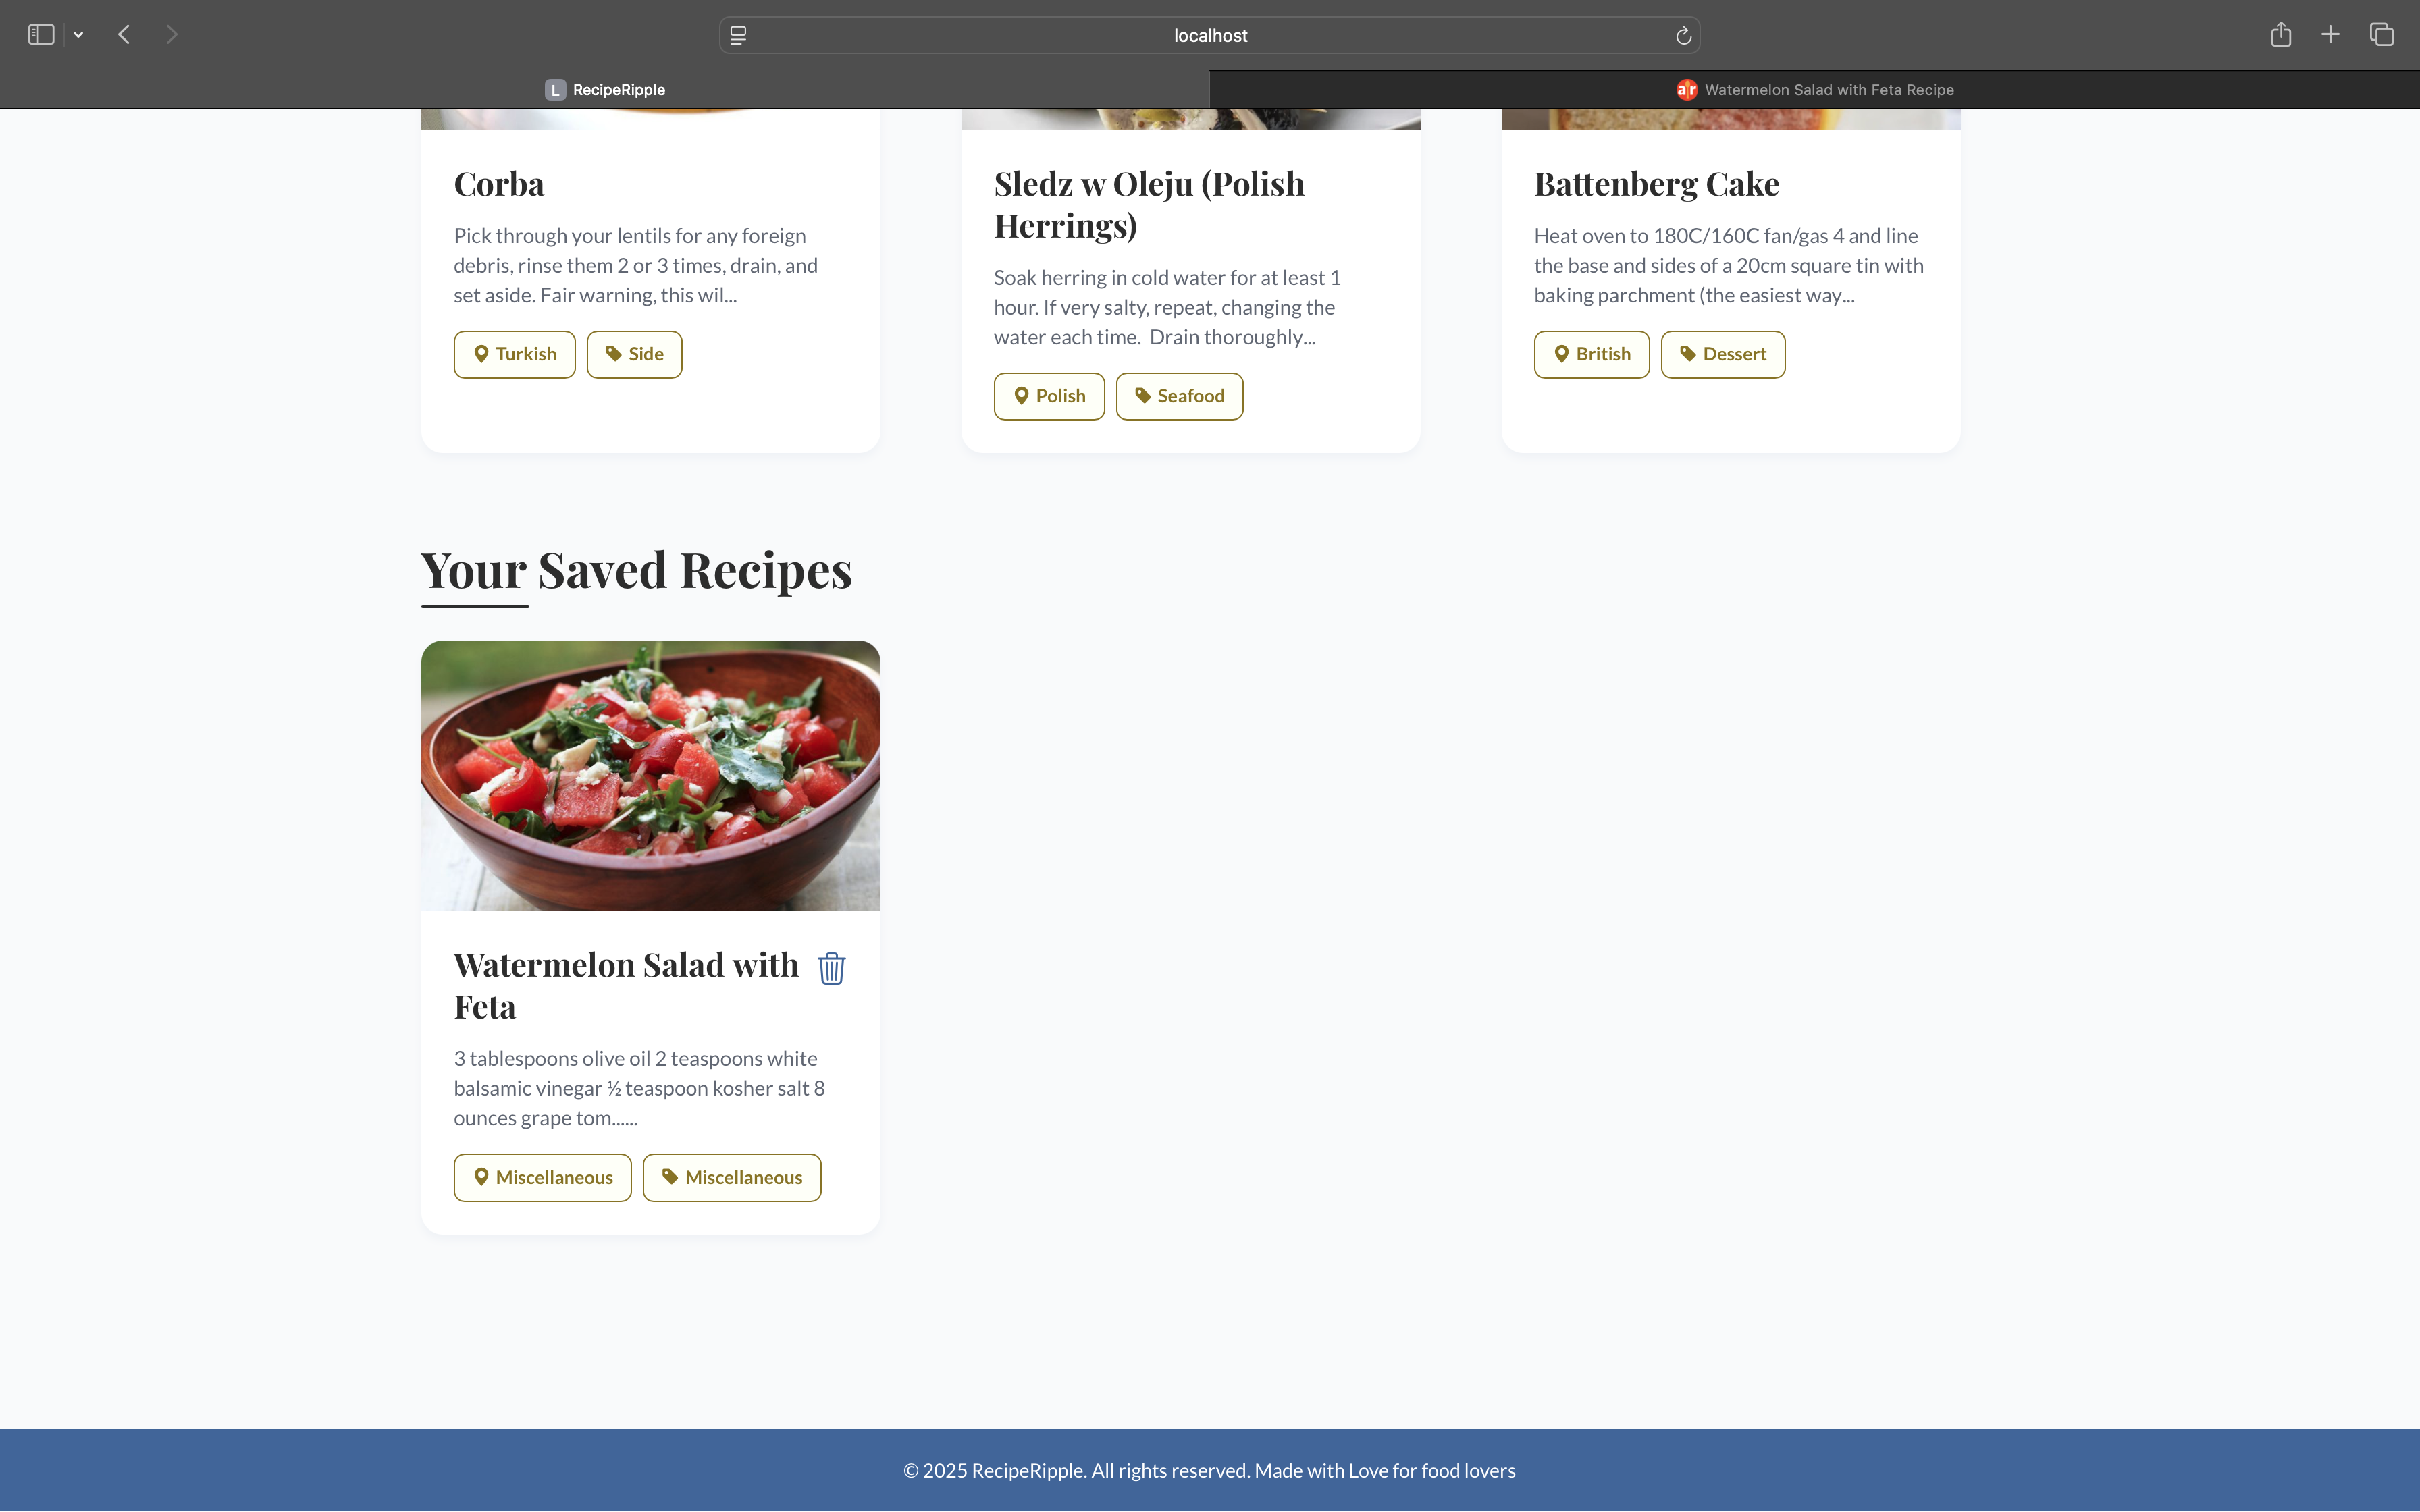 localhost
L RecipeRipple
ar Watermelon Salad with Feta Recipe
Corba
Pick through your lentils for any foreign
debris, rinse them 2 or 3 times, drain, and
set aside. Fair warning, this wil...
Turkish
Side
Sledz w Oleju (Polish
Herrings)
Soak herring in cold water for at least 1
hour. If very salty, repeat, changing the
water each time.  Drain thoroughly...
Polish
Seafood
Battenberg Cake
Heat oven to 180C/160C fan/gas 4 and line
the base and sides of a 20cm square tin with
baking parchment (the easiest way...
British
Dessert
Your Saved Recipes
Watermelon Salad with
Feta
3 tablespoons olive oil 2 teaspoons white
balsamic vinegar ½ teaspoon kosher salt 8
ounces grape tom......
Miscellaneous
Miscellaneous
© 2025 RecipeRipple. All rights reserved. Made with Love for food lovers